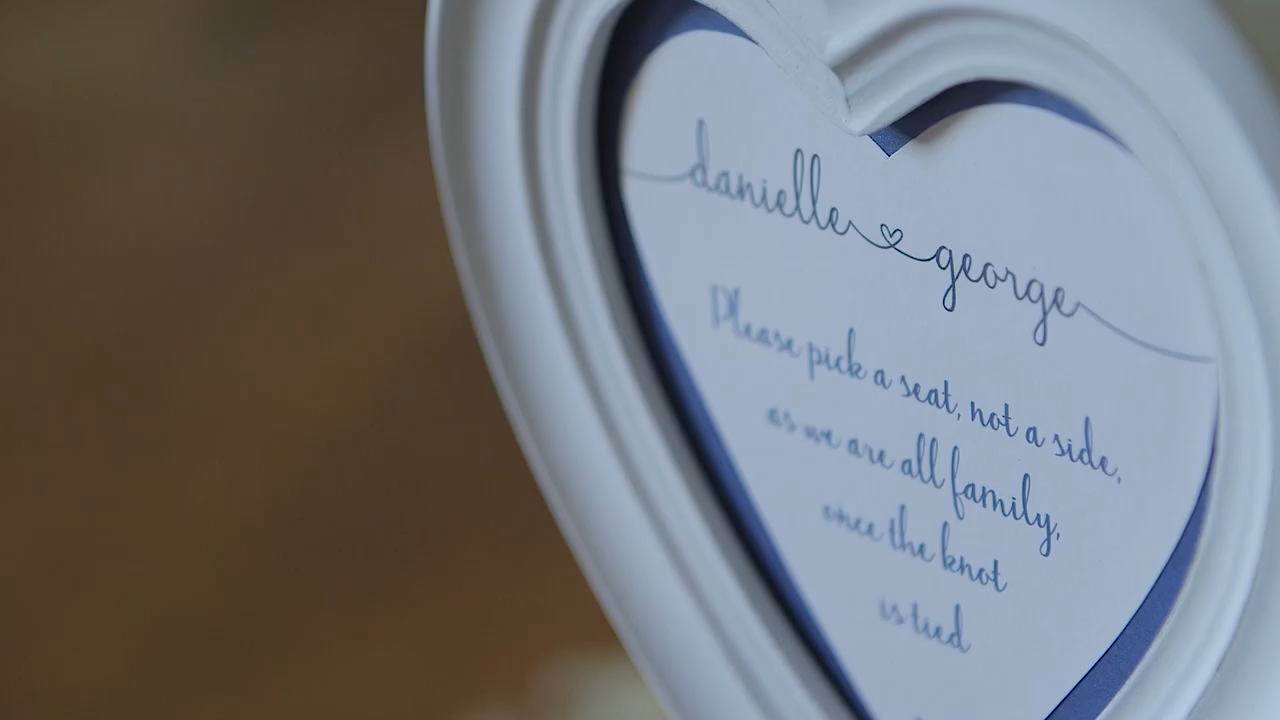 danielle george
Please pick a seat, not a side,
as we are all family,
once the knot
is tied